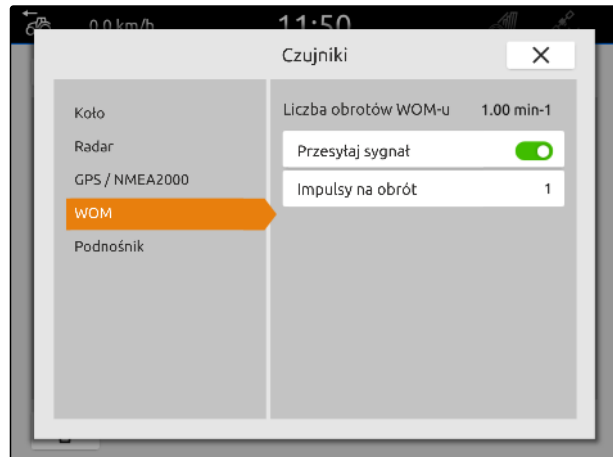 0.0 km/h
11:50
Czujniki
Koło
Radar
GPS / NMEA2000
WOM
Podnośnik
Liczba obrotów WOM-u 1.00 min-1
Przesyłaj sygnał
Impulsy na obrót 1